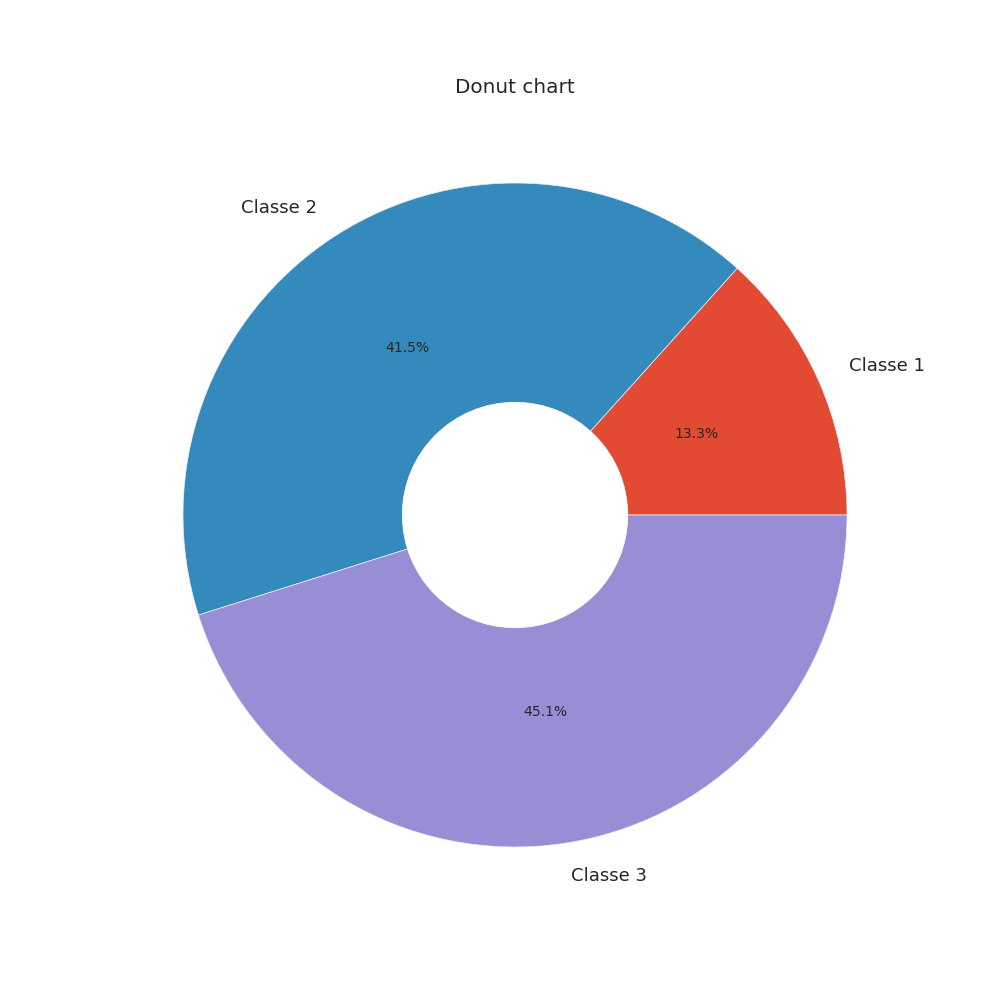 Donut chart
Classe 2
Classe 1
41.5%
13.3%
45.1%
Classe 3